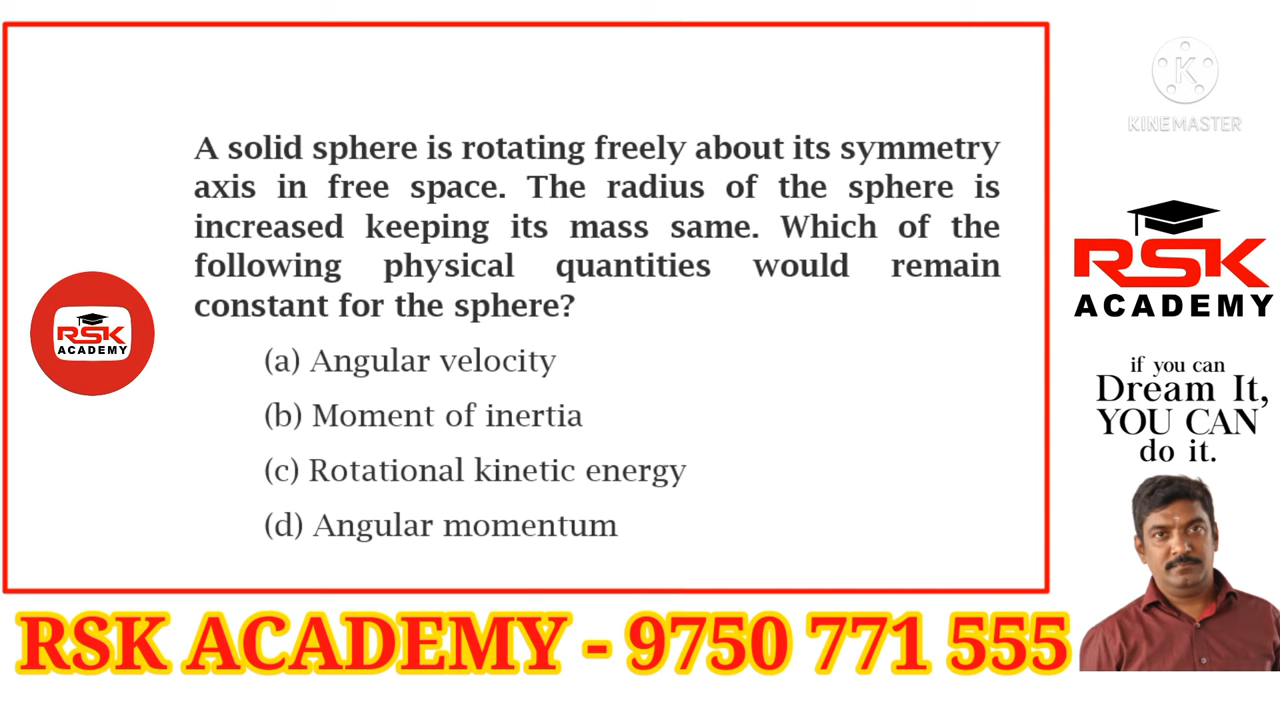 A solid sphere is rotating freely about its symmetry
axis in free space. The radius of the sphere is
increased keeping its mass same. Which of the
following physical quantities would remain
constant for the sphere?
(a) Angular velocity
(b) Moment of inertia
(c) Rotational kinetic energy
(d) Angular momentum
RSK
ACADEMY
K
KINEMASTER
RSK
ACADEMY
if you can
Dream It,
YOU CAN
do it.
RSK ACADEMY - 9750 771 555